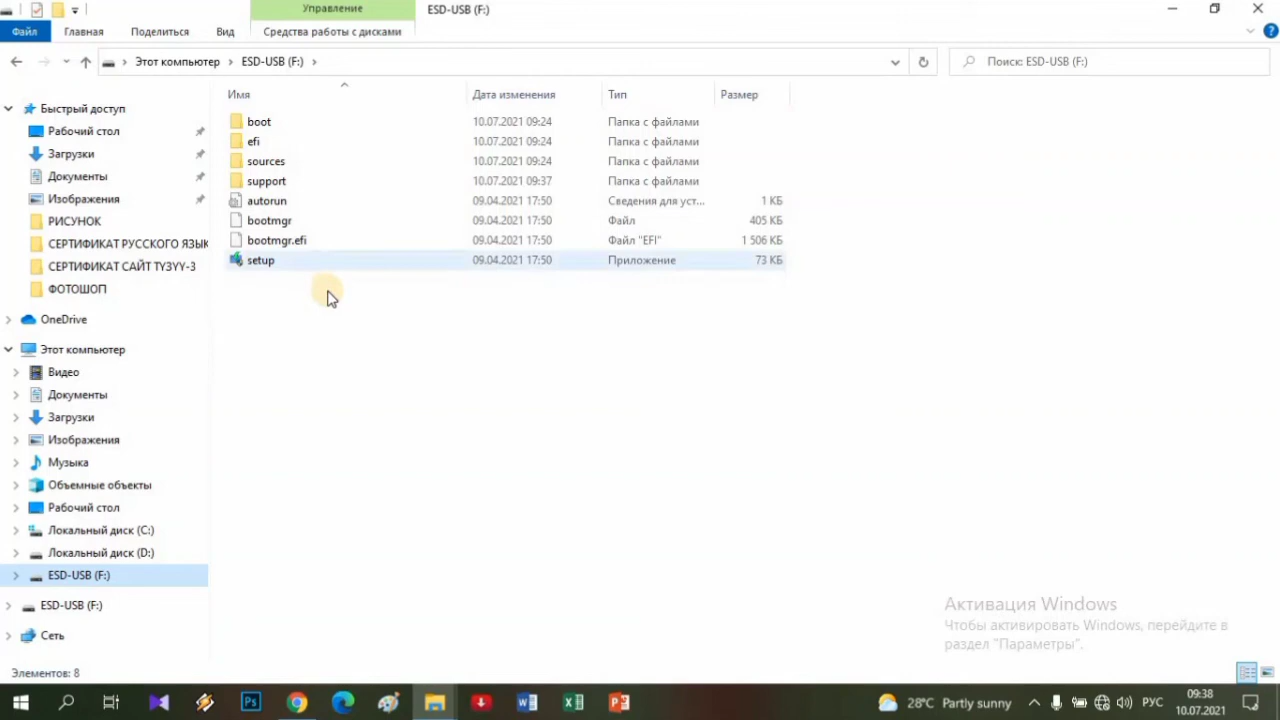 Управление
ESD-USB (F:)
Файл
Главная
Поделиться
Вид
Средства работы с дисками
Этот компьютер
ESD-USB (F:)
Поиск: ESD-USB (F:)
Имя
Дата изменения
Тип
Размер
boot 10.07.2021 09:24 Папка с файлами
efi 10.07.2021 09:24 Папка с файлами
sources 10.07.2021 09:24 Папка с файлами
support 10.07.2021 09:37 Папка с файлами
autorun 09.04.2021 17:50 Сведения для уст... 1 КБ
bootmgr 09.04.2021 17:50 Файл 405 КБ
bootmgr.efi 09.04.2021 17:50 Файл "EFI" 1 506 КБ
setup 09.04.2021 17:50 Приложение 73 КБ
Быстрый доступ
Рабочий стол
Загрузки
Документы
Изображения
РИСУНОК
СЕРТИФИКАТ РУССКОГО ЯЗЫК
СЕРТИФИКАТ САЙТ ТҮЗҮҮ-3
ФОТОШОП
OneDrive
Этот компьютер
Видео
Документы
Загрузки
Изображения
Музыка
Объемные объекты
Рабочий стол
Локальный диск (C:)
Локальный диск (D:)
ESD-USB (F:)
ESD-USB (F:)
Сеть
Активация Windows
Чтобы активировать Windows, перейдите в
раздел "Параметры".
Элементов: 8
28°C Partly sunny
РУС
09:38
10.07.2021